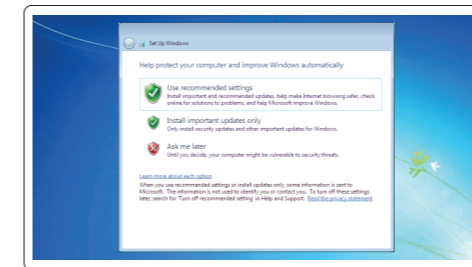 Set Up Windows
Help protect your computer and improve Windows automatically
Use recommended settings
Install important and recommended updates, help make Internet browsing safer, check
online for solutions to problems, and help Microsoft improve Windows.
Install important updates only
Only install security updates and other important updates for Windows.
Ask me later
Until you decide, your computer might be vulnerable to security threats.
Learn more about each option
When you use recommended settings or install updates only, some information is sent to
Microsoft. The information is not used to identify you or contact you. To turn off these settings
later, search for 'Turn off recommended setting' in Help and Support. Read the privacy statement